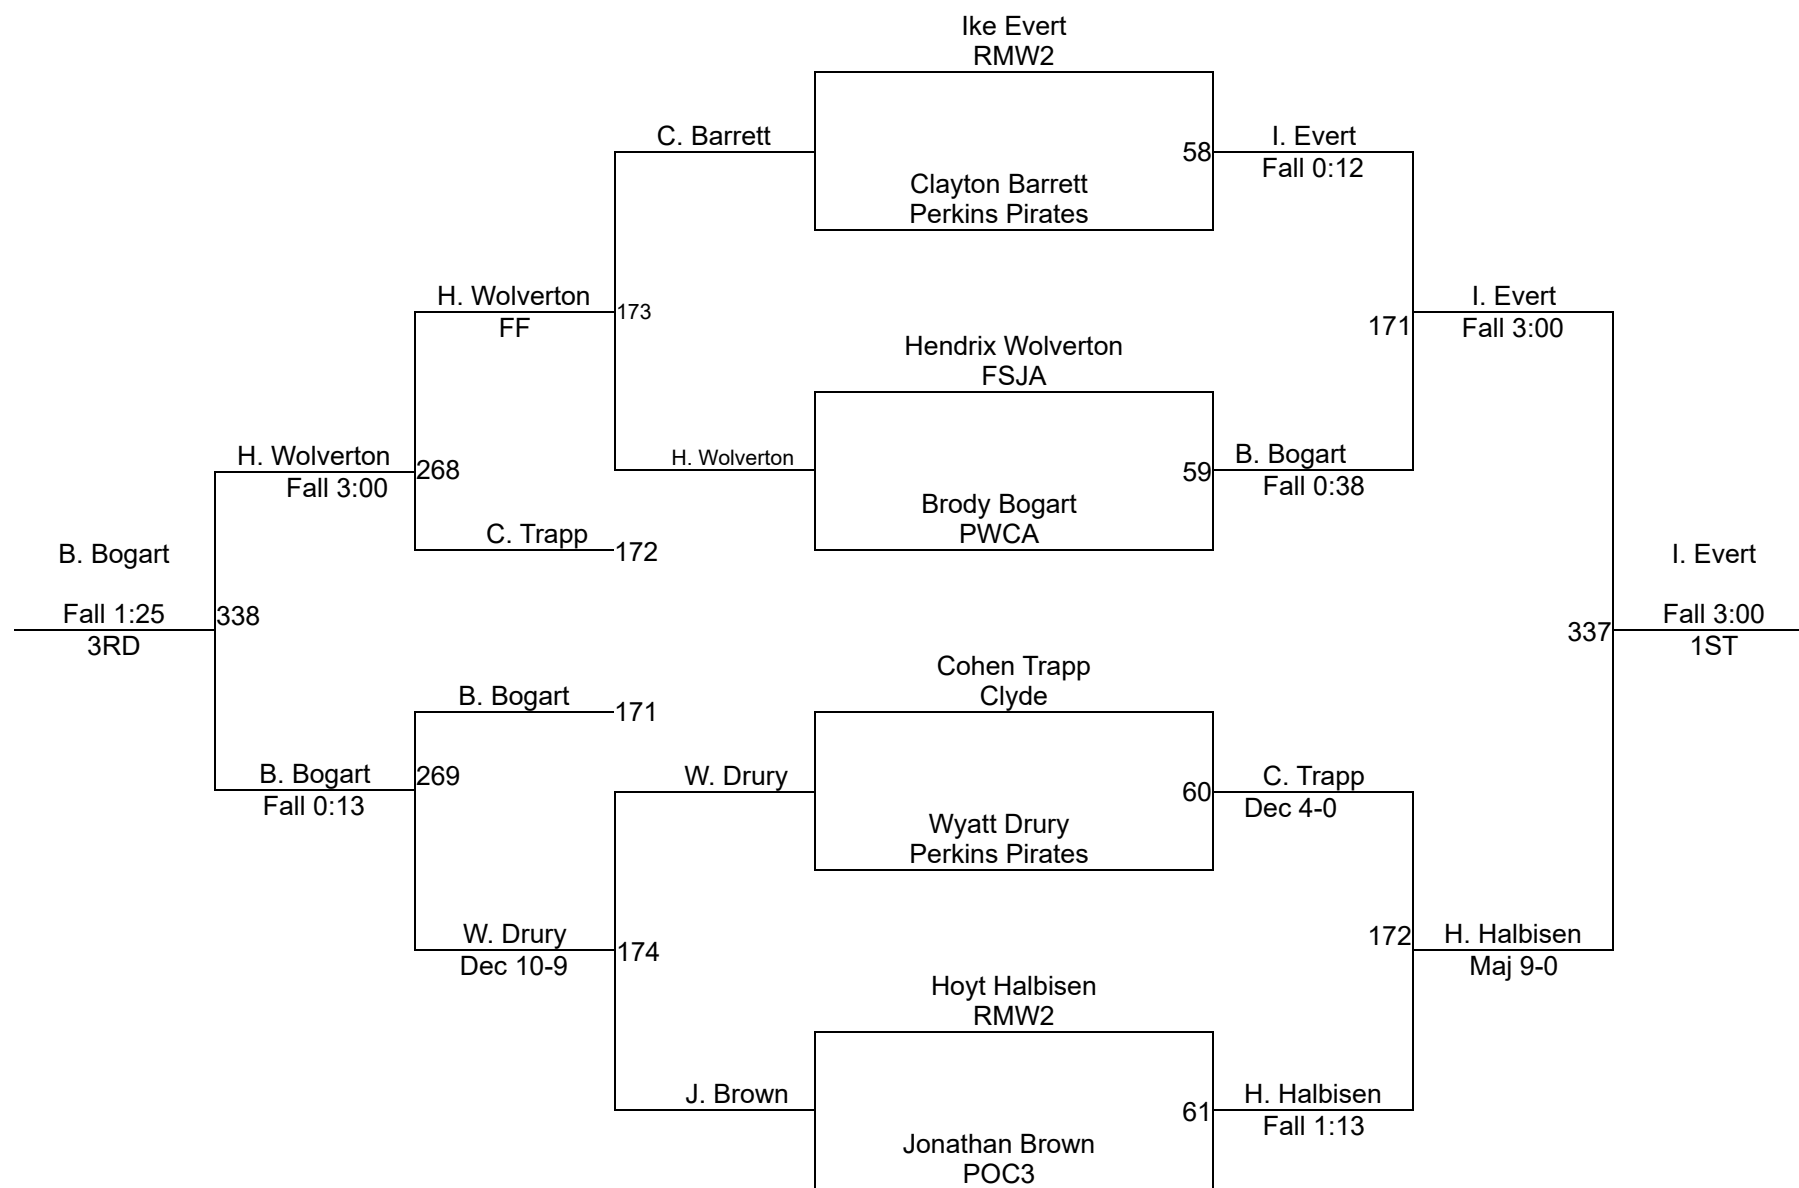 Ike Evert
RMW2
C. Barrett
58
I. Evert
Fall 0:12
Clayton Barrett
Perkins Pirates
H. Wolverton
FF
173
171
I. Evert
Fall 3:00
Hendrix Wolverton
FSJA
H. Wolverton
Fall 3:00
268
H. Wolverton
59
B. Bogart
Fall 0:38
Brody Bogart
PWCA
C. Trapp
172
B. Bogart
Fall 1:25
3RD
338
I. Evert
Fall 3:00
1ST
337
Cohen Trapp
Clyde
B. Bogart
171
B. Bogart
Fall 0:13
269
W. Drury
60
C. Trapp
Dec 4-0
Wyatt Drury
Perkins Pirates
W. Drury
Dec 10-9
174
172
H. Halbisen
Maj 9-0
Hoyt Halbisen
RMW2
J. Brown
61
H. Halbisen
Fall 1:13
Jonathan Brown
POC3